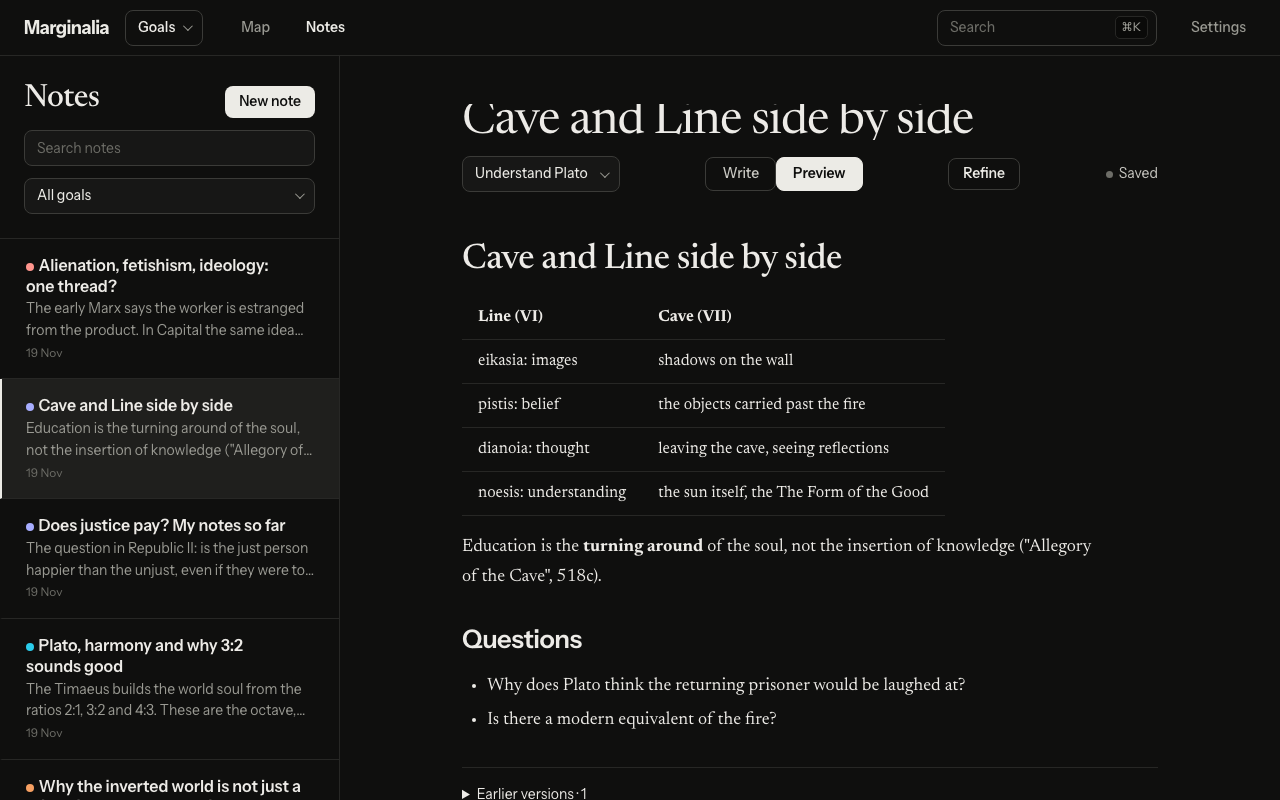 Marginalia
Goals
Map
Notes
Search
⌘K
Settings
Notes
New note
Search notes
All goals
Alienation, fetishism, ideology:
one thread?
The early Marx says the worker is estranged
from the product. In Capital the same idea...
19 Nov
Cave and Line side by side
Education is the turning around of the soul,
not the insertion of knowledge ("Allegory of...
19 Nov
Does justice pay? My notes so far
The question in Republic II: is the just person
happier than the unjust, even if they were to...
19 Nov
Plato, harmony and why 3:2
sounds good
The Timaeus builds the world soul from the
ratios 2:1, 3:2 and 4:3. These are the octave,...
19 Nov
Why the inverted world is not just a
Cave and Line side by side
Understand Plato
Write
Preview
Refine
Saved
Cave and Line side by side
Line (VI) Cave (VII)
eikasia: images shadows on the wall
pistis: belief the objects carried past the fire
dianoia: thought leaving the cave, seeing reflections
noesis: understanding the sun itself, the The Form of the Good
Education is the turning around of the soul, not the insertion of knowledge ("Allegory
of the Cave", 518c).
Questions
• Why does Plato think the returning prisoner would be laughed at?
• Is there a modern equivalent of the fire?
Earlier versions · 1